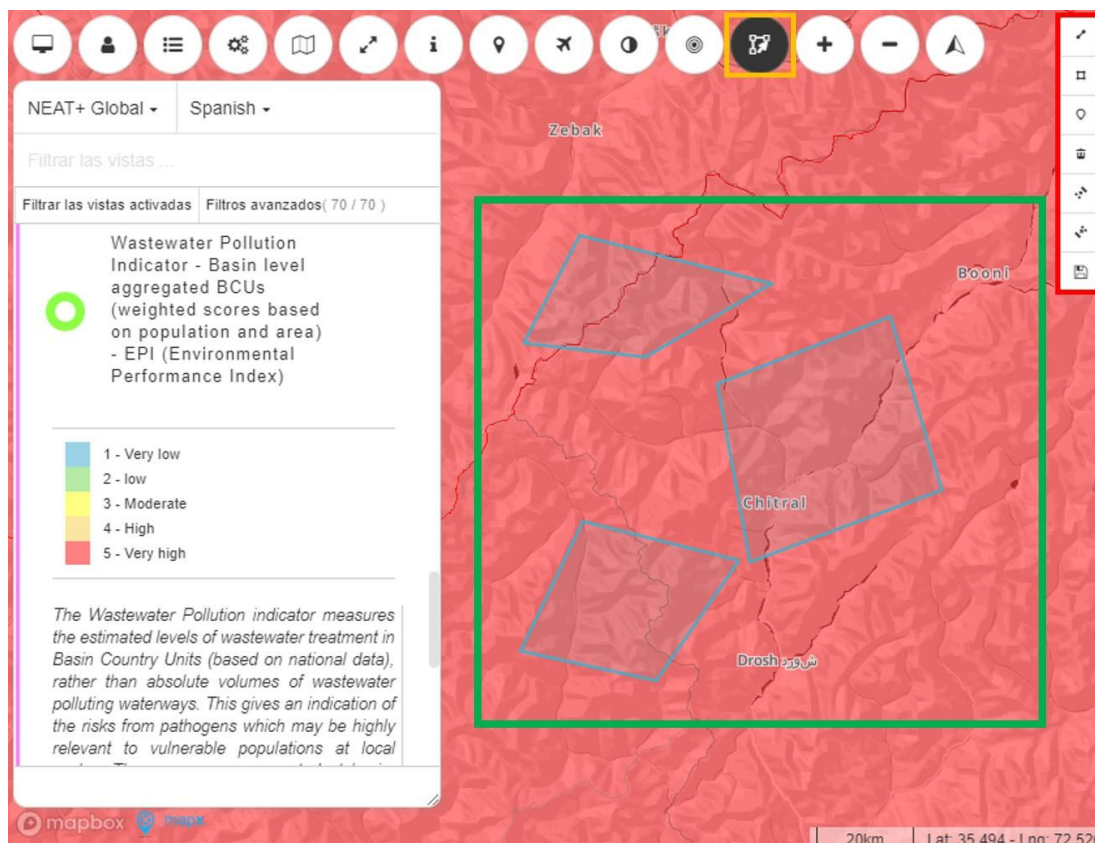 Zebak
NEAT+ Global
Spanish
Filtrar las vistas ...
Filtrar las vistas activadas
Filtros avanzados( 70 / 70 )
Wastewater Pollution
Indicator - Basin level
aggregated BCUs
(weighted scores based
on population and area)
- EPI (Environmental
Performance Index)
1 - Very low
2 - low
3 - Moderate
4 - High
5 - Very high
The Wastewater Pollution indicator measures
the estimated levels of wastewater treatment in
Basin Country Units (based on national data),
rather than absolute volumes of wastewater
polluting waterways. This gives an indication of
the risks from pathogens which may be highly
relevant to vulnerable populations at local
Booni
Chitral
Drosh دروش
mapbox
mapx
20km
Lat: 35.494 - Lng: 72.520